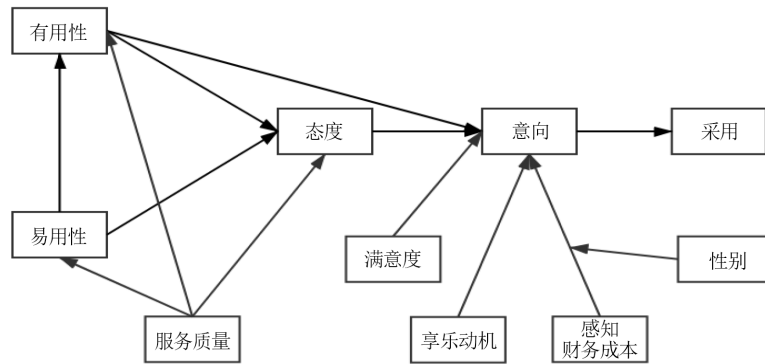 有用性
态度
意向
采用
易用性
满意度
性别
服务质量
享乐动机
感知
财务成本